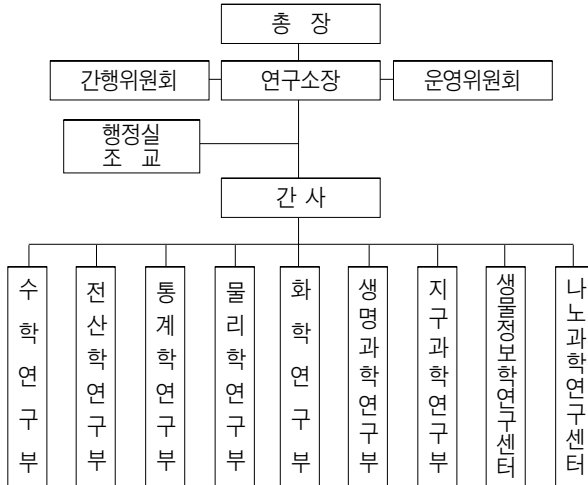 총 장
간행위원회
연구소장
운영위원회
행정실
조 교
간 사
수학연구부
전산학연구부
통계학연구부
물리학연구부
화학연구부
생명과학연구부
지구과학연구부
생물정보학연구센터
나노과학연구센터